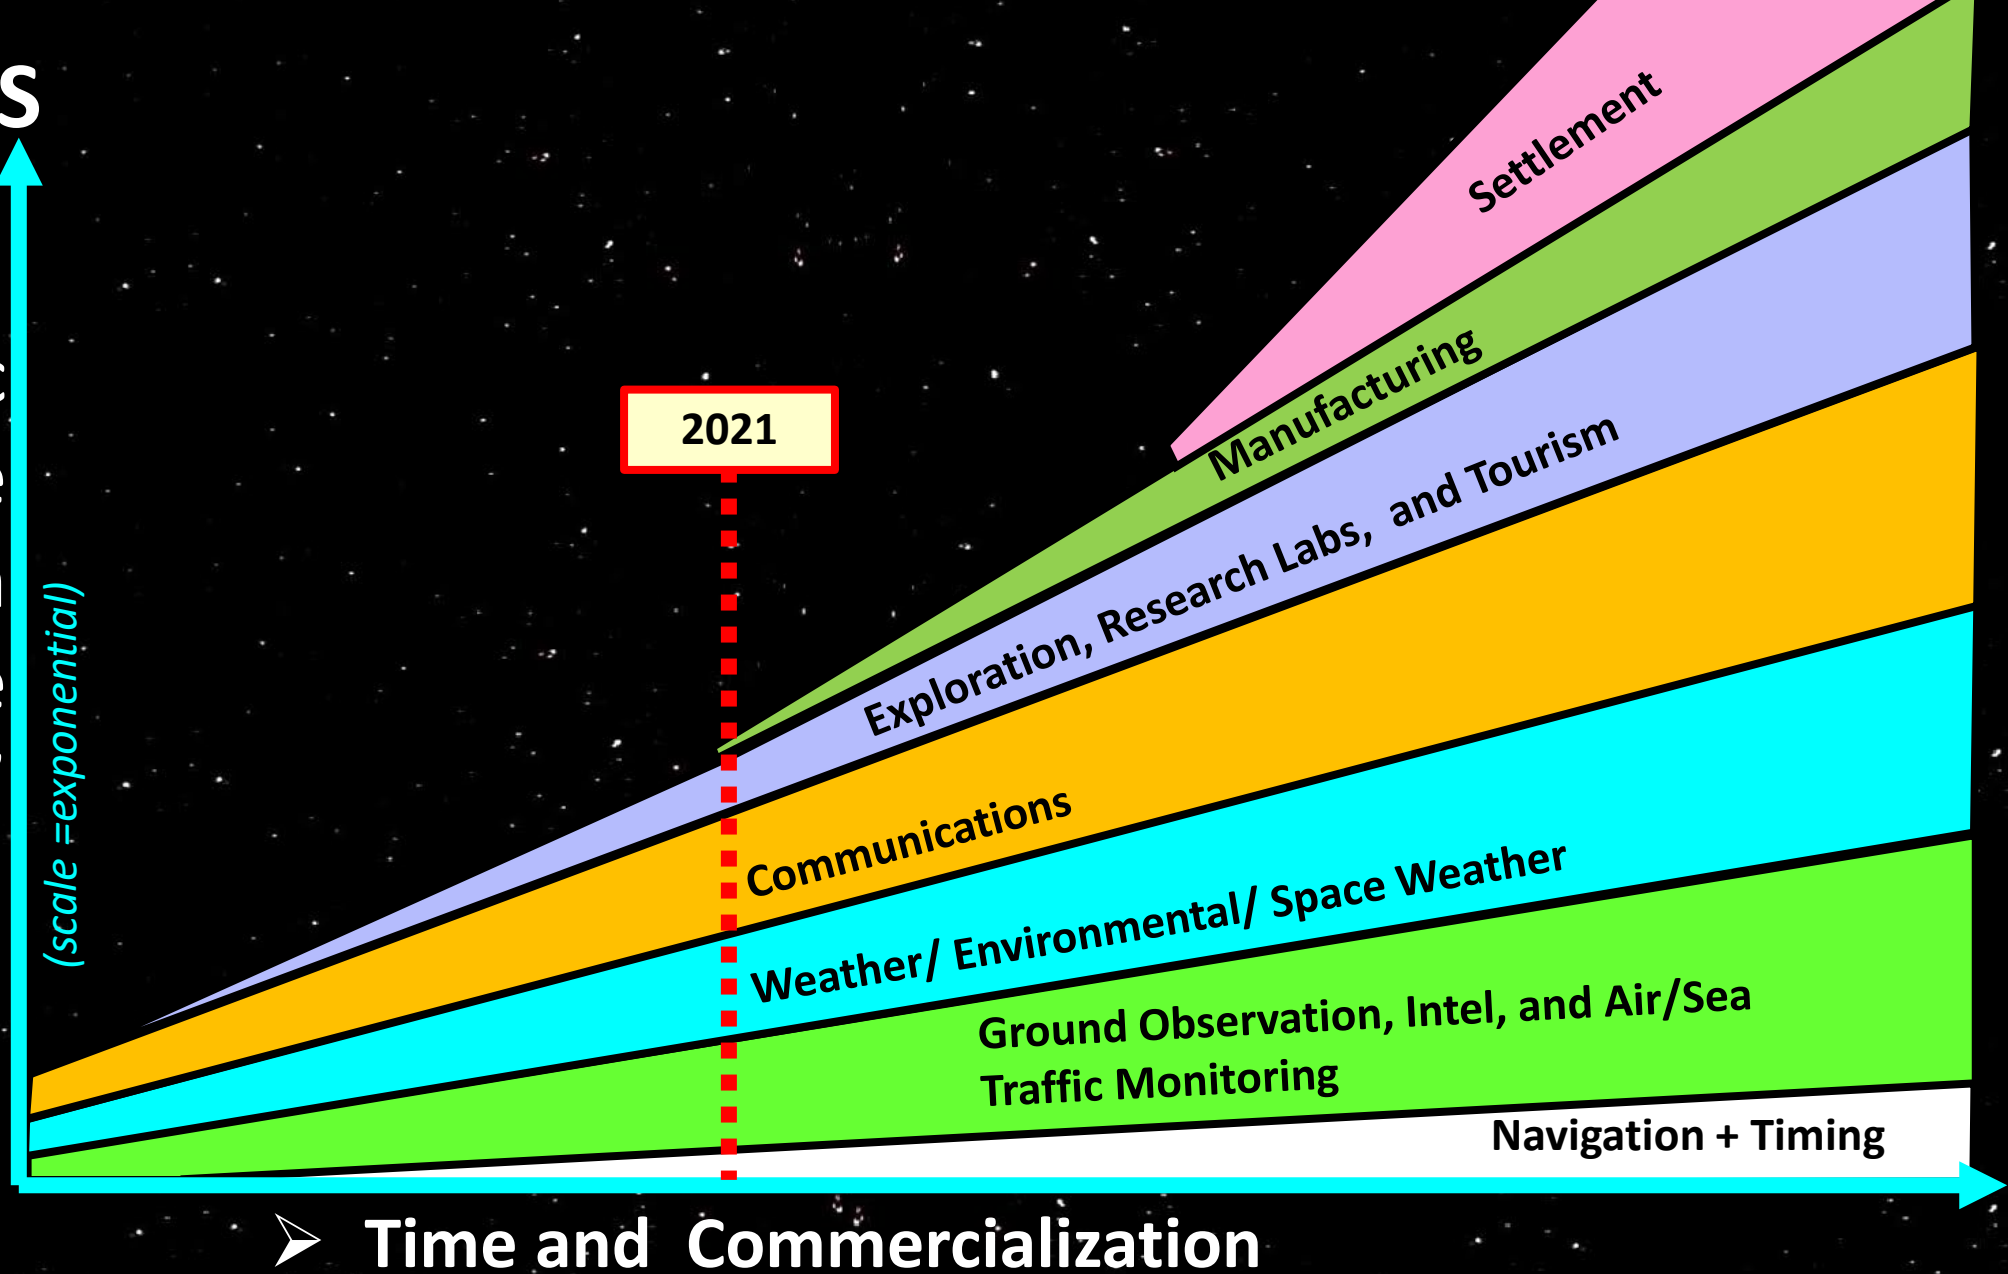 S
Settlement
Manufacturing
2021
Exploration, Research Labs,  and Tourism
(scale =exponential)
Communications
Weather/ Environmental/ Space Weather
Ground Observation, Intel, and Air/Sea
Traffic Monitoring
Navigation + Timing
Time and  Commercialization